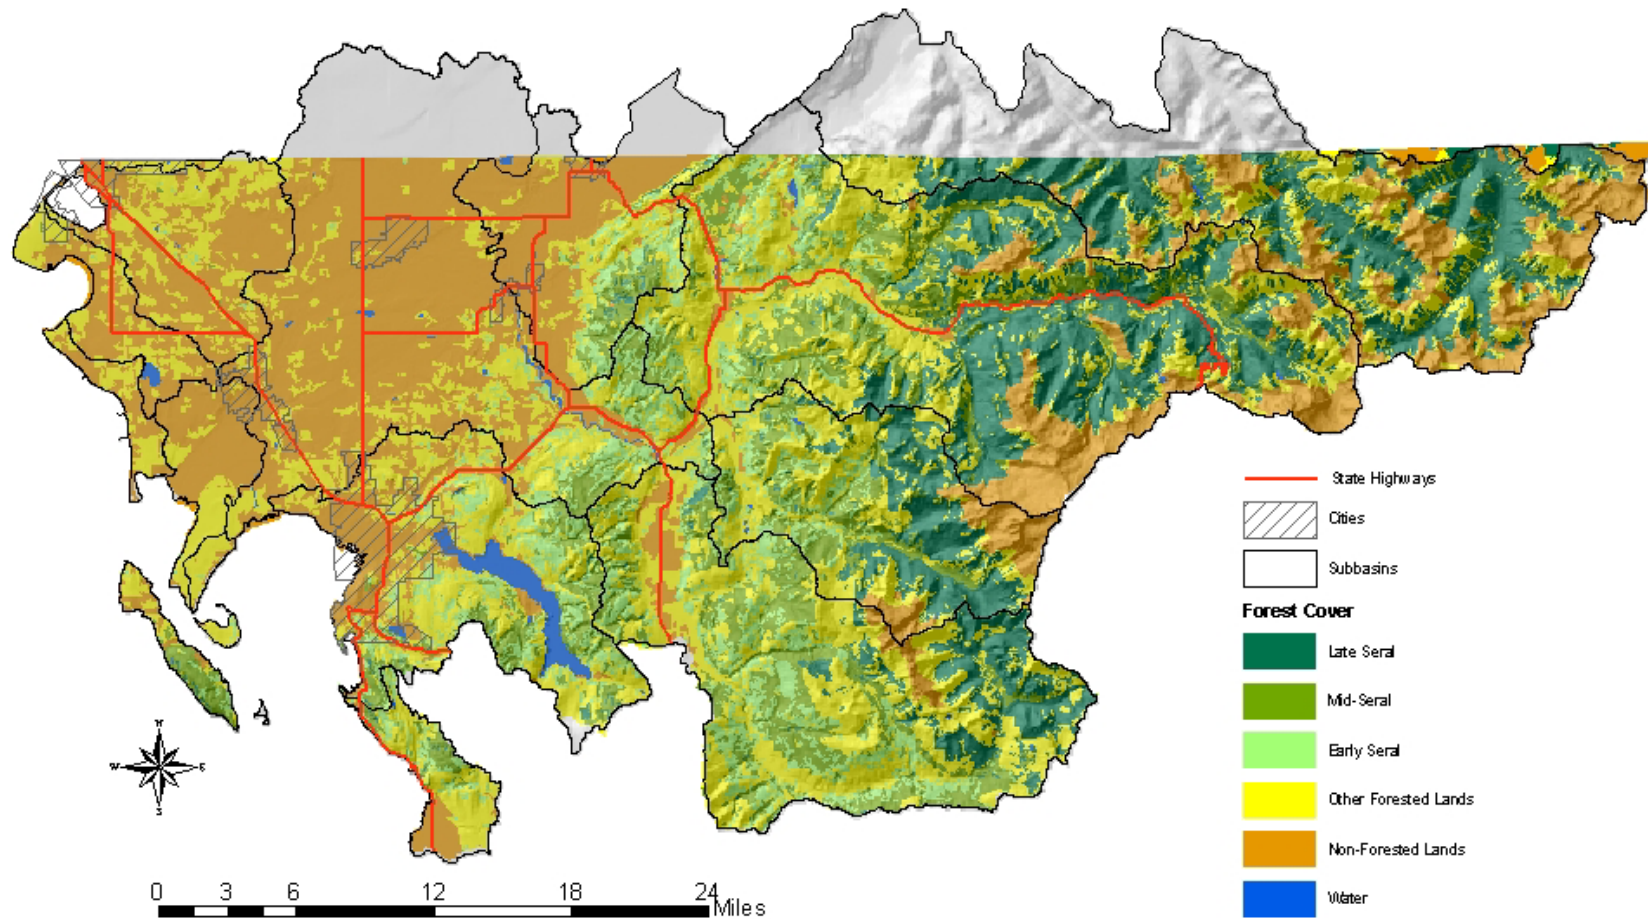 State Highways
Cities
Subbasins
Forest Cover
Late Seral
Mid-Seral
Early Seral
Other Forested Lands
Non-Forested Lands
Water
N
W E
S
0 3 6 12 18 24
Miles